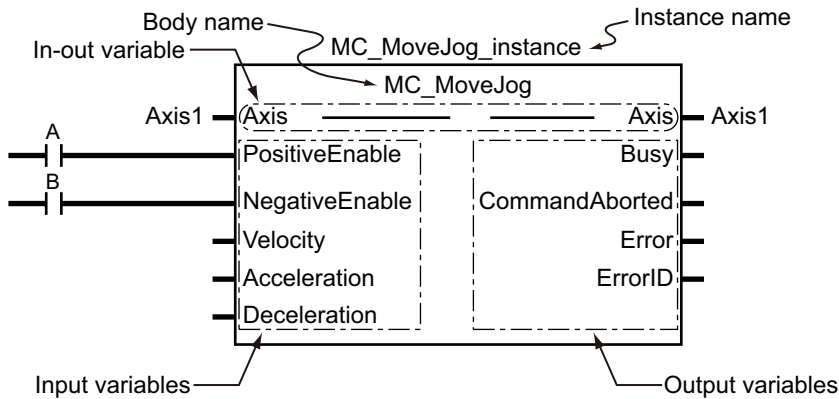 Body name
Instance name
In-out variable
MC_MoveJog_instance
MC_MoveJog
Axis1
Axis
Axis
Axis1
A
PositiveEnable
Busy
B
NegativeEnable
CommandAborted
Velocity
Error
Acceleration
ErrorID
Deceleration
Input variables
Output variables